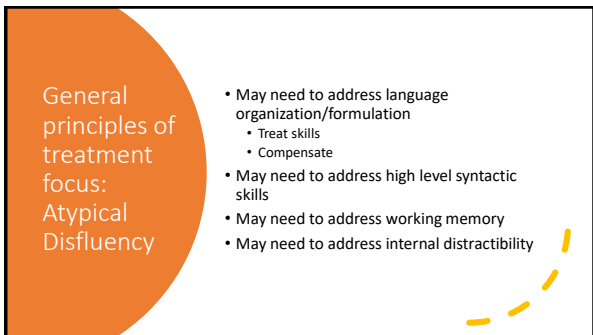 General
principles of
treatment
focus:
Atypical
Disfluency
• May need to address language
organization/formulation
• Treat skills
• Compensate
• May need to address high level syntactic
skills
• May need to address working memory
• May need to address internal distractibility